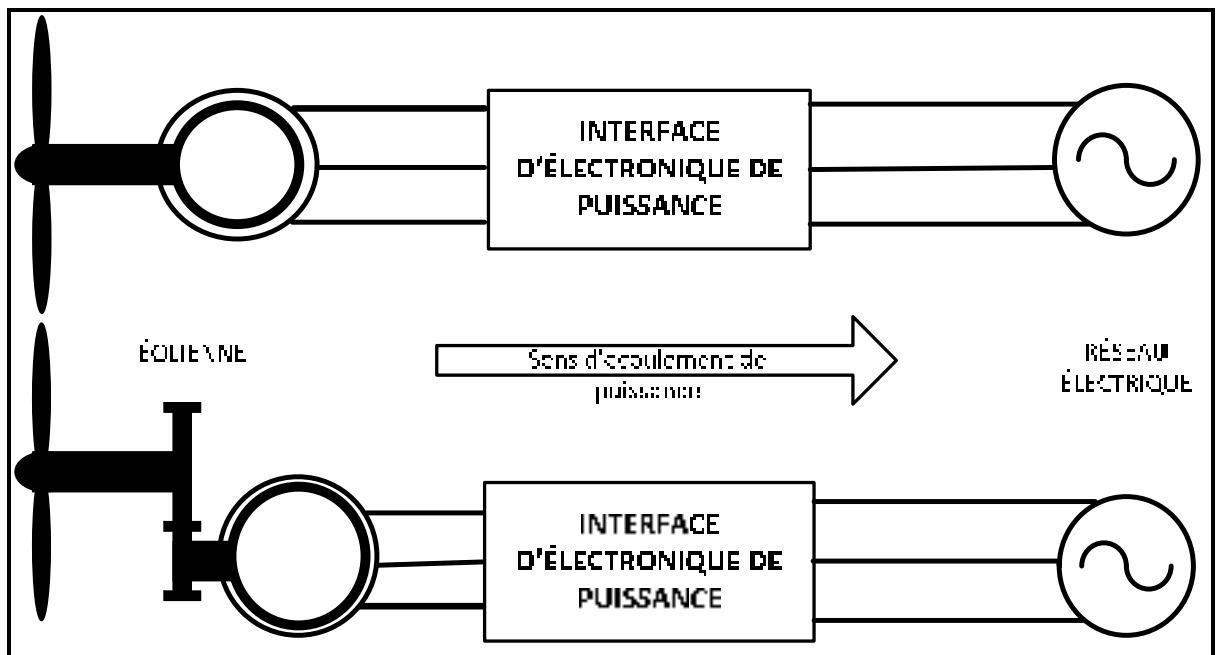 INTERFACE
D'ÉLECTRONIQUE DE
PUISSANCE
ÉOLIENNE
Sens d'écoulement de
puissance
RÉSEAU
ÉLECTRIQUE
INTERFACE
D'ÉLECTRONIQUE DE
PUISSANCE